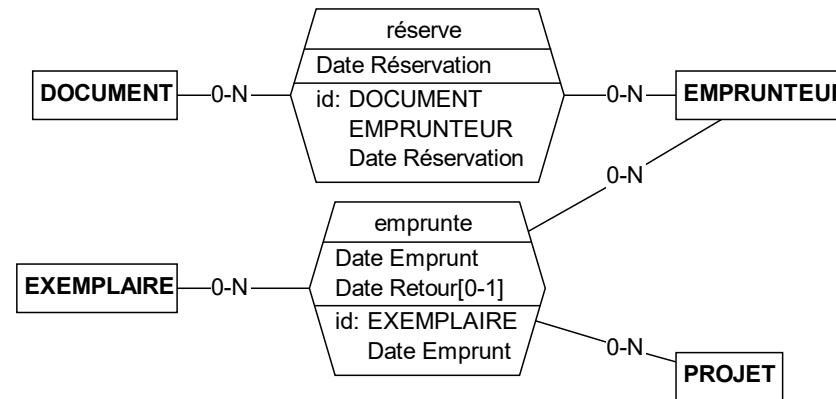 réserve
Date Réservation
DOCUMENT
0-N
id: DOCUMENT
EMPRUNTEUR
Date Réservation
0-N
EMPRUNTEUR
0-N
emprunte
Date Emprunt
Date Retour[0-1]
EXEMPLAIRE
0-N
id: EXEMPLAIRE
Date Emprunt
0-N
PROJET